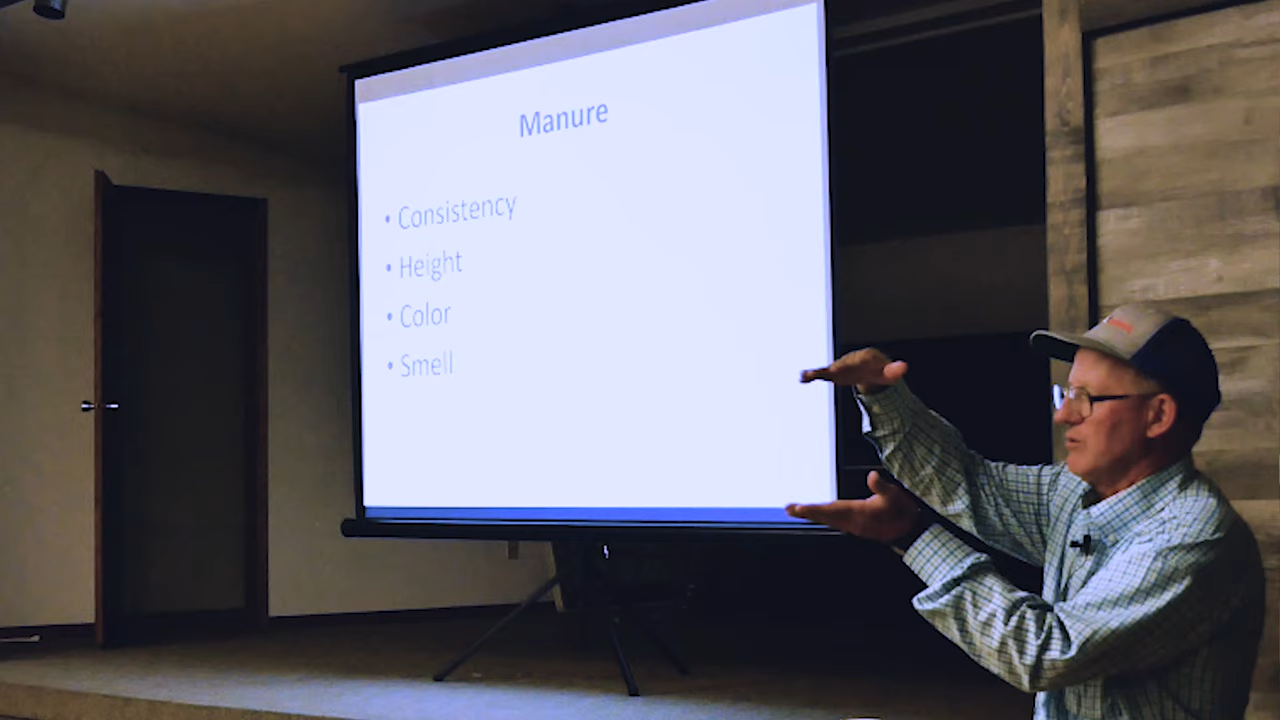 Manure
• Consistency
• Height
• Color
• Smell